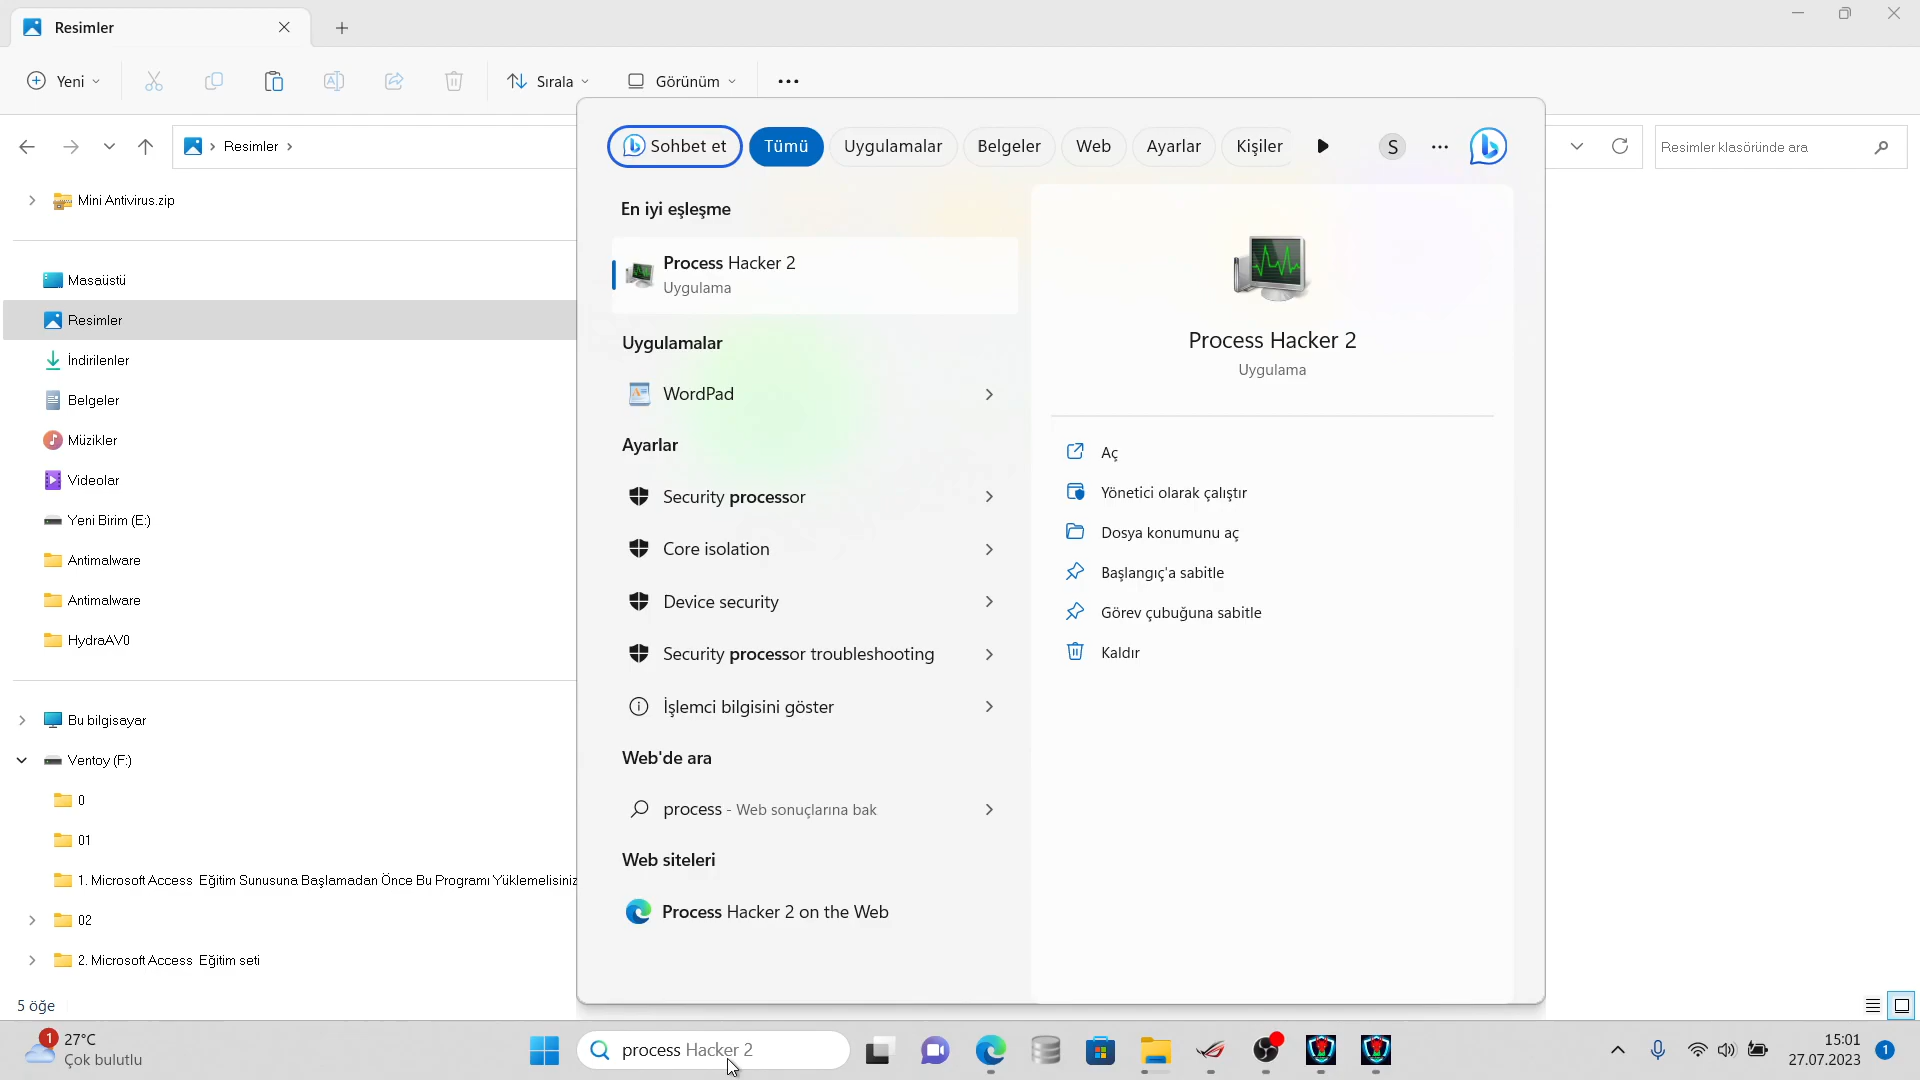 Resimler
Yeni
Sırala
Görünüm
Resimler
Resimler klasöründe ara
Mini Antivirus.zip
Masaüstü
Resimler
İndirilenler
Belgeler
Müzikler
Videolar
Yeni Birim (E:)
Antimalware
Antimalware
HydraAV0
Bu bilgisayar
Ventoy (F:)
0
01
1. Microsoft Access Eğitim Sunusuna Başlamadan Önce Bu Programı Yüklemelisiniz
02
2. Microsoft Access Eğitim seti
5 öğe
Sohbet et
Tümü
Uygulamalar
Belgeler
Web
Ayarlar
Kişiler
S
En iyi eşleşme
Process Hacker 2
Uygulama
Uygulamalar
WordPad
Ayarlar
Security processor
Core isolation
Device security
Security processor troubleshooting
İşlemci bilgisini göster
Web'de ara
process - Web sonuçlarına bak
Web siteleri
Process Hacker 2 on the Web
Process Hacker 2
Uygulama
Aç
Yönetici olarak çalıştır
Dosya konumunu aç
Başlangıç'a sabitle
Görev çubuğuna sabitle
Kaldır
1
27°C
Çok bulutlu
process Hacker 2
15:01
27.07.2023
1